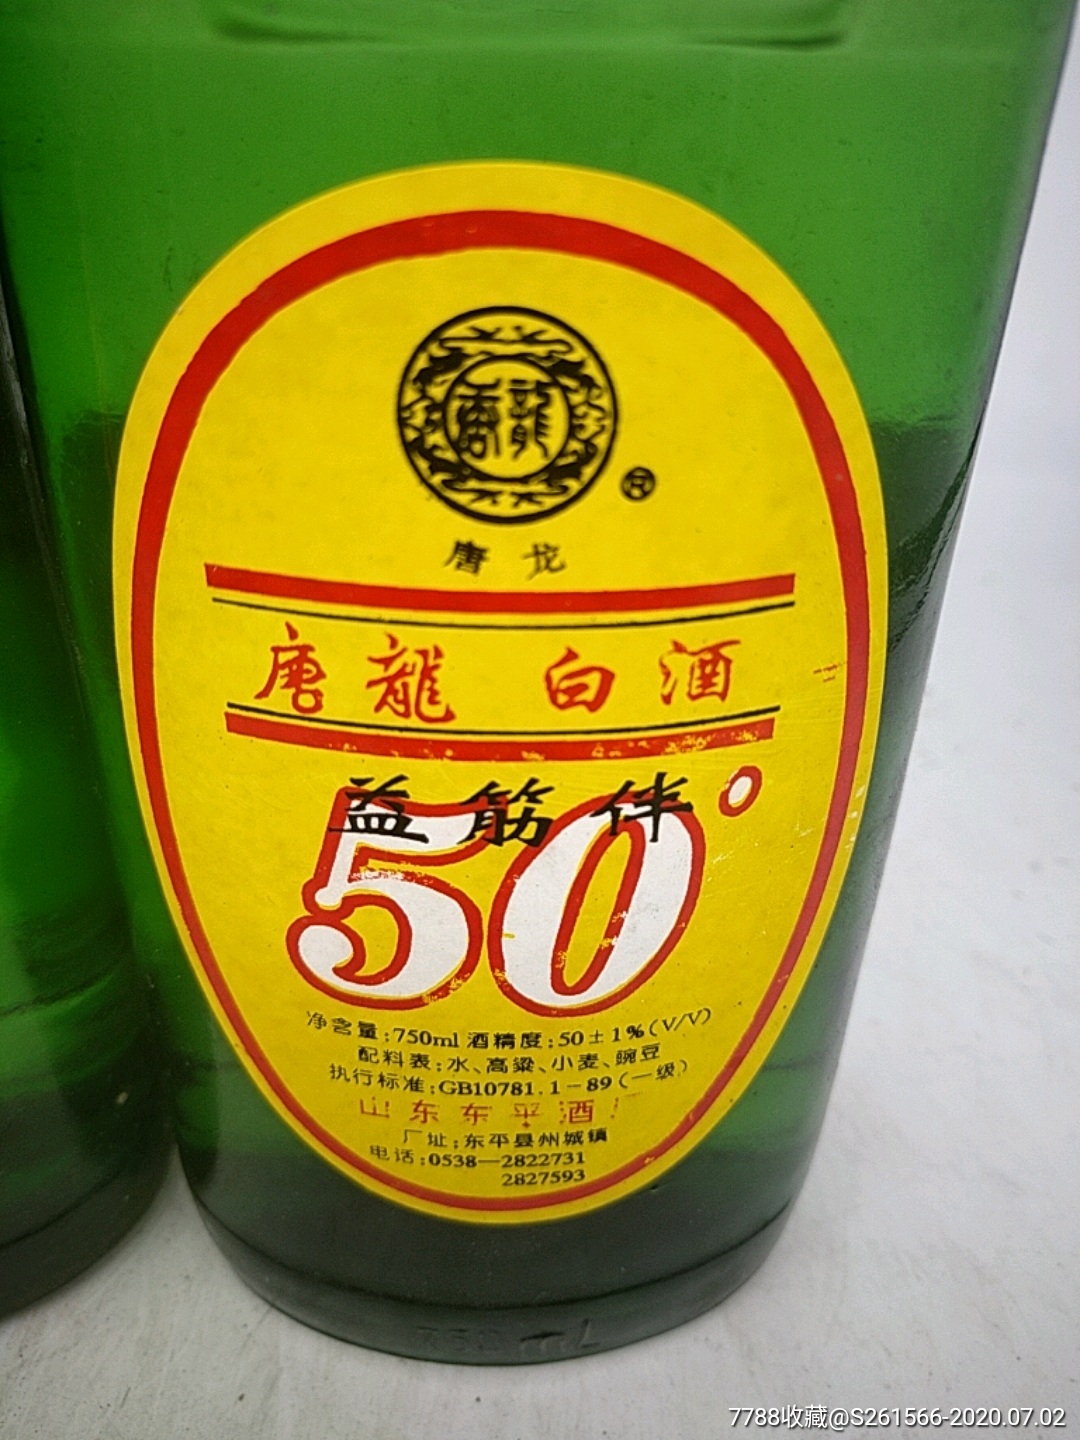 唐龍
®
唐龙
唐龍 白酒
益筋伴
50°
净含量:750ml 酒精度:50±1%(V/V)
配料表:水、高粱、小麦、豌豆
执行标准:GB10781.1-89(一级)
山东东平酒厂
厂址:东平县州城镇
电话:0538—2822731
2827593
750mL
7788收藏@S261566-2020.07.02